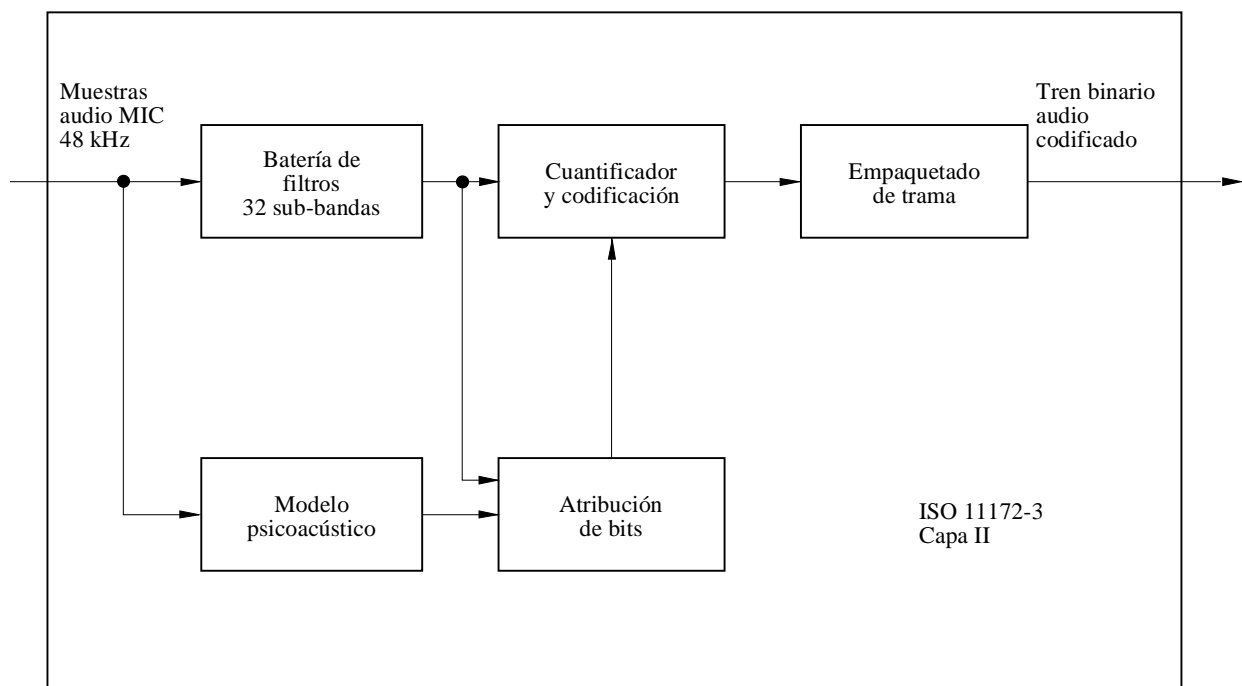 Muestras
audio MIC
48 kHz
Batería de
filtros
32 sub-bandas
Cuantificador
y codificación
Empaquetado
de trama
Tren binario
audio
codificado
Modelo
psicoacústico
Atribución
de bits
ISO 11172-3
Capa II